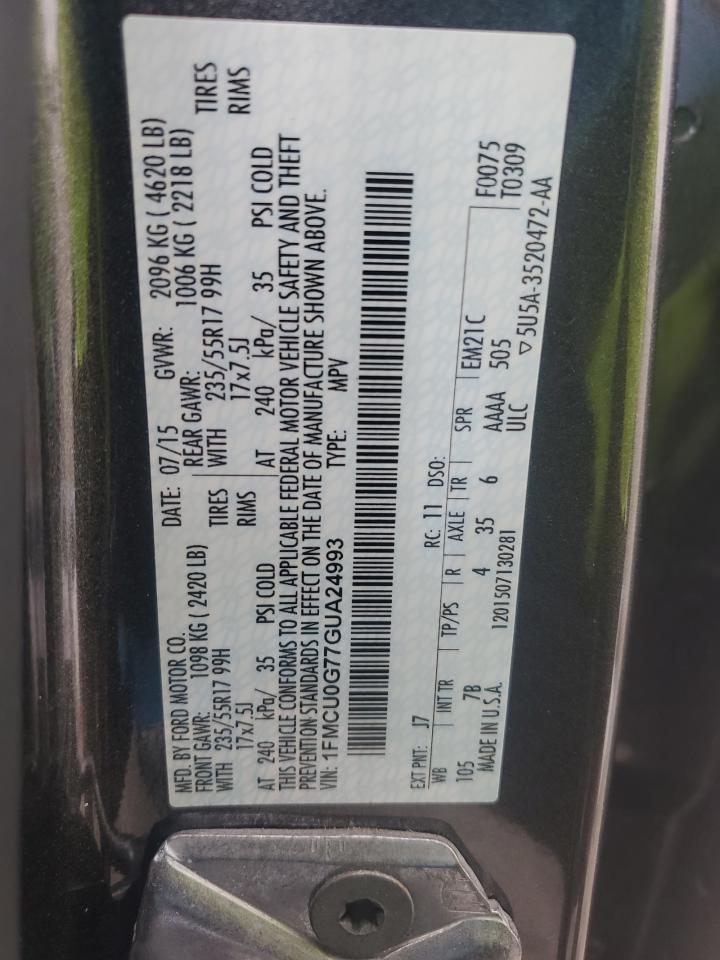 MFD. BY FORD MOTOR CO. DATE: 07/15 GVWR: 2096 KG ( 4620 LB)
FRONT GAWR: 1098 KG ( 2420 LB) REAR GAWR: 1006 KG ( 2218 LB)
WITH 235/55R17 99H TIRES WITH 235/55R17 99H TIRES
17x7.5J RIMS 17x7.5J RIMS
AT 240 kPa/ 35 PSI COLD AT 240 kPa/ 35 PSI COLD
THIS VEHICLE CONFORMS TO ALL APPLICABLE FEDERAL MOTOR VEHICLE SAFETY AND THEFT
PREVENTION STANDARDS IN EFFECT ON THE DATE OF MANUFACTURE SHOWN ABOVE.
VIN: 1FMCU0G77GUA24993 TYPE: MPV
EXT PNT: J7 RC: 11 DSO: F0075
WB INT TR TP/PS R AXLE TR SPR EM21C T0309
105 7B 4 35 6 AAAA 505
ULC
MADE IN U.S.A. 1201507130281 ▽5U5A-3520472-AA